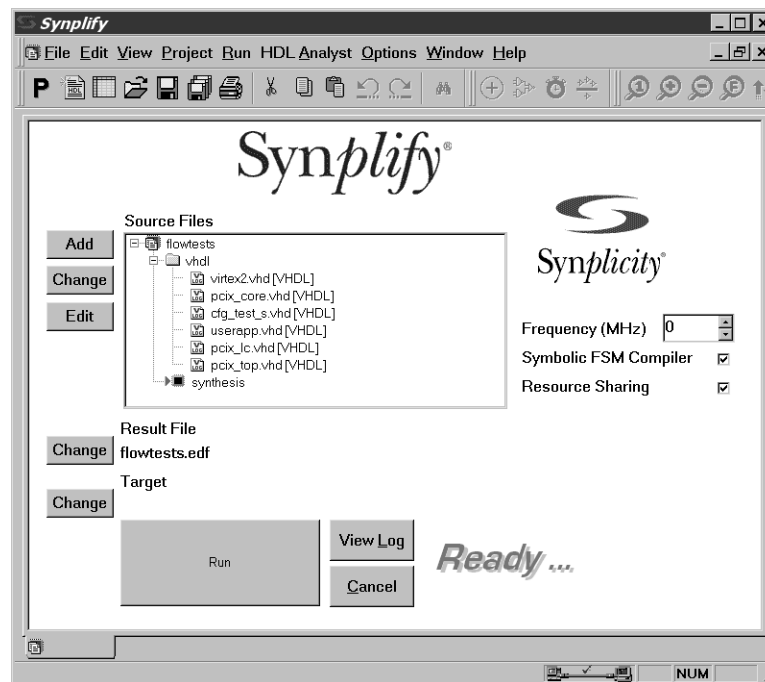 Synplify
File Edit View Project Run HDL Analyst Options Window Help
P HDL 1 F
Synplify®
Source Files
Add
Change
Edit
flowtests
vhdl
virtex2.vhd [VHDL]
pcix_core.vhd [VHDL]
cfg_test_s.vhd [VHDL]
userapp.vhd [VHDL]
pcix_lc.vhd [VHDL]
pcix_top.vhd [VHDL]
synthesis
Synplicity®
Frequency (MHz) 0
Symbolic FSM Compiler
Resource Sharing
Result File
Change flowtests.edf
Target
Change
Run
View Log
Cancel
Ready ...
NUM